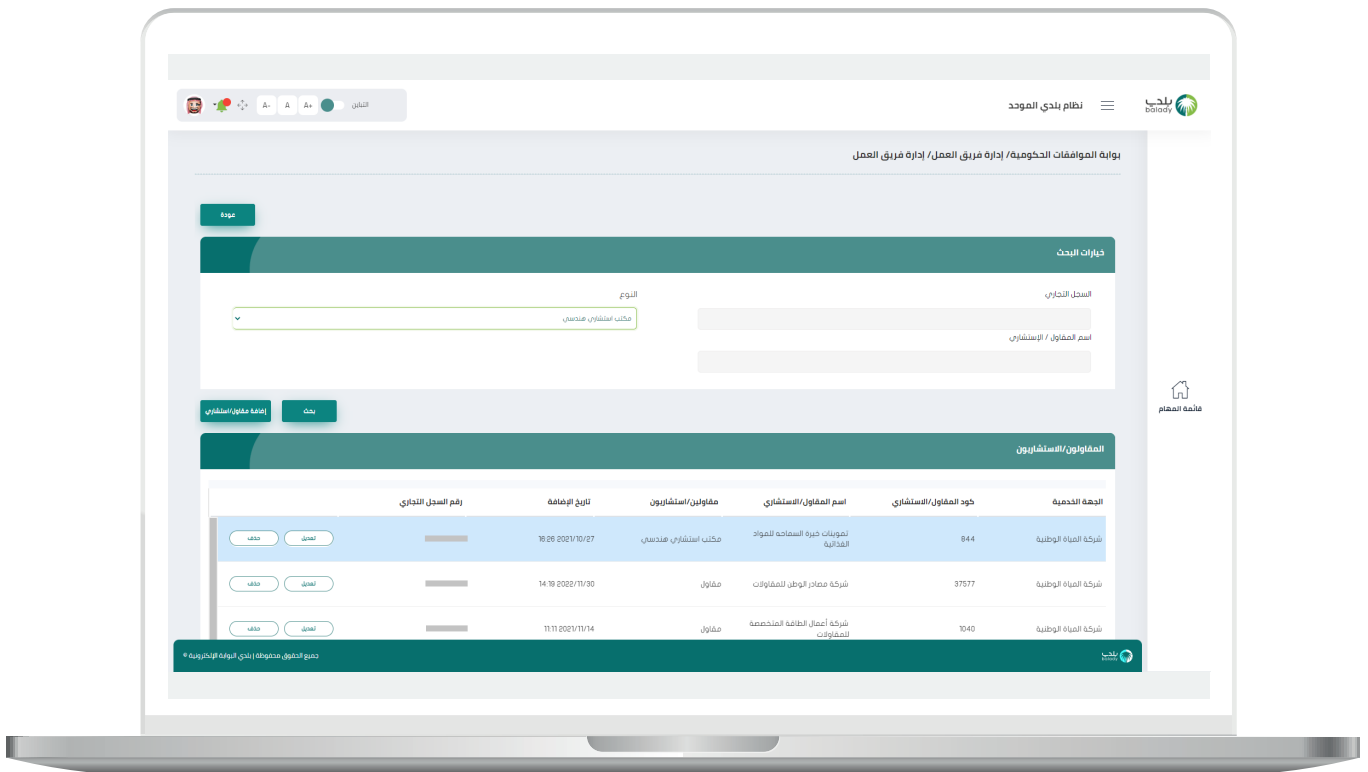 بلدي
balady
نظام بلدي الموحد
التباين
A+
A
A-
بوابة الموافقات الحكومية/ إدارة فريق العمل/ إدارة فريق العمل
عودة
خيارات البحث
السجل التجاري
النوع
مكتب استشاري هندسي
اسم المقاول / الإستشاري
قائمة المهام
بحث
إضافة مقاول/استشاري
المقاولون/الاستشاريون
الجهة الخدمية	كود المقاول/الاستشاري	اسم المقاول/الاستشاري	مقاولين/استشاريون	تاريخ الإضافة	رقم السجل التجاري
شركة المياة الوطنية	844	تموينات خيرة السماحه للمواد الغذائية	مكتب استشاري هندسي	2021/10/27 16:26	تعديل	حذف
شركة المياة الوطنية	37577	شركة مصادر الوطن للمقاولات	مقاول	2022/11/30 14:19	تعديل	حذف
شركة المياة الوطنية	1040	شركة أعمال الطاقة المتخصصة للمقاولات	مقاول	2021/11/14 11:11	تعديل	حذف
بلدي
balady
جميع الحقوق محفوظة | بلدي البوابة الإلكترونية ©